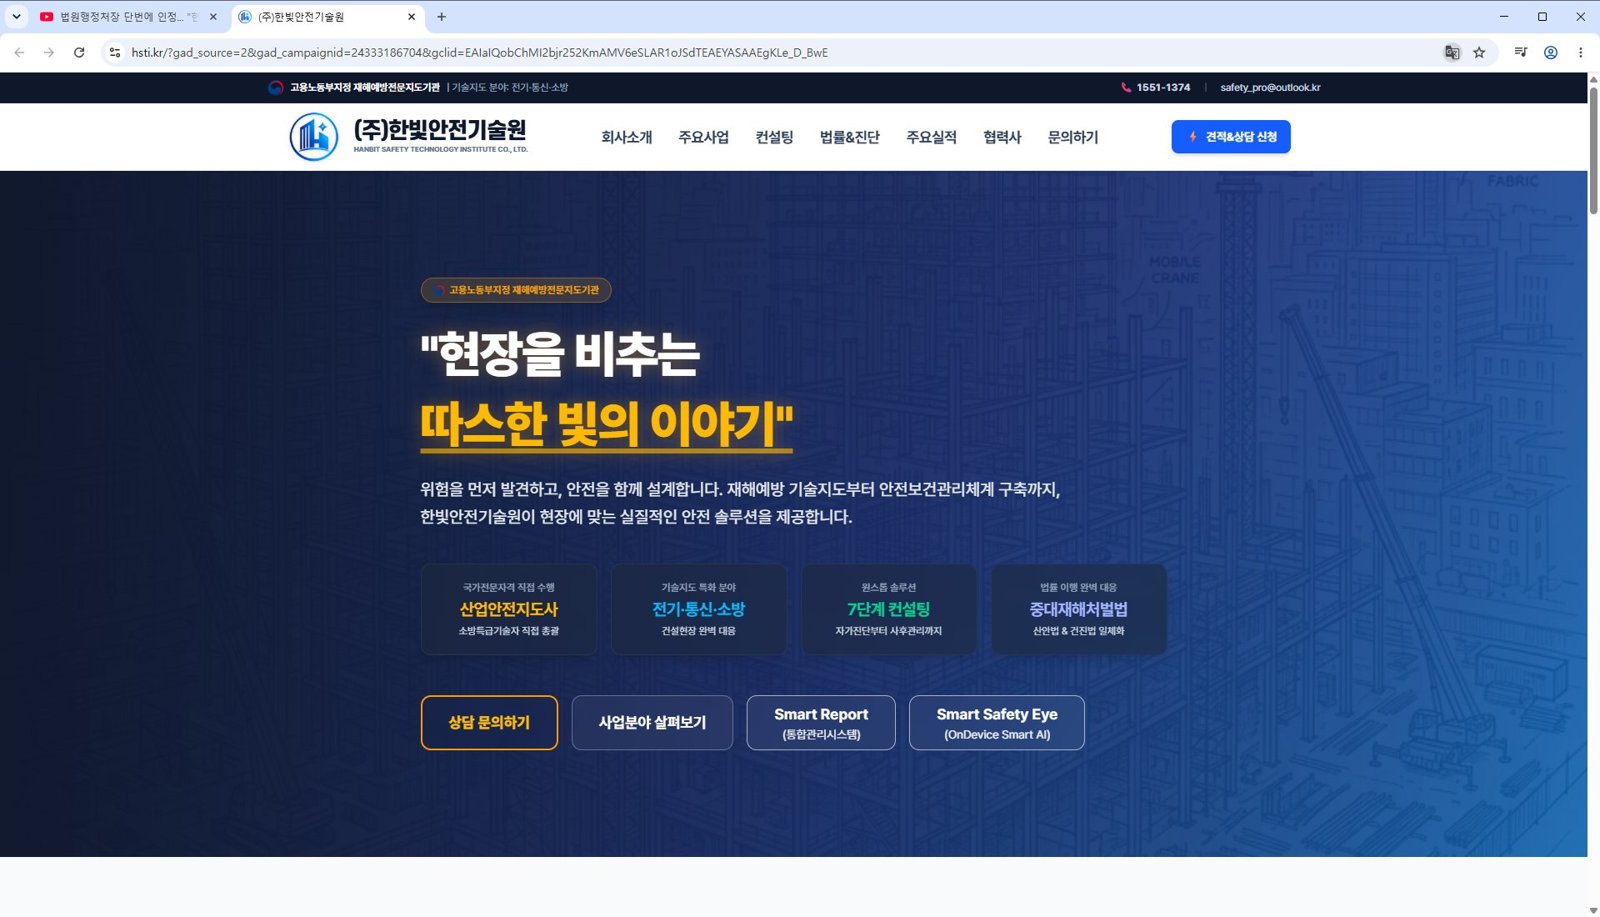 법원행정처장 단번에 인정... "한
(주)한빛안전기술원
hsti.kr/?gad_source=2&gad_campaignid=24333186704&gclid=EAIaIQobChMI2bjr252KmAMV6eSLAR1oJSdTEAEYASAAEgKLe_D_BwE
고용노동부지정 재해예방전문지도기관 | 기술지도 분야: 전기·통신·소방
1551-1374 | safety_pro@outlook.kr
(주)한빛안전기술원
HANBIT SAFETY TECHNOLOGY INSTITUTE CO., LTD.
회사소개 주요사업 컨설팅 법률&진단 주요실적 협력사 문의하기
견적&상담 신청
FABRIC
MOBILE
CRANE
고용노동부지정 재해예방전문지도기관
"현장을 비추는
따스한 빛의 이야기"
위험을 먼저 발견하고, 안전을 함께 설계합니다. 재해예방 기술지도부터 안전보건관리체계 구축까지,
한빛안전기술원이 현장에 맞는 실질적인 안전 솔루션을 제공합니다.
국가전문자격 직접 수행
산업안전지도사
소방특급기술자 직접 총괄
기술지도 특화 분야
전기·통신·소방
건설현장 완벽 대응
원스톱 솔루션
7단계 컨설팅
자가진단부터 사후관리까지
법률 이행 완벽 대응
중대재해처벌법
산안법 & 건진법 일체화
상담 문의하기
사업분야 살펴보기
Smart Report
(통합관리시스템)
Smart Safety Eye
(OnDevice Smart AI)